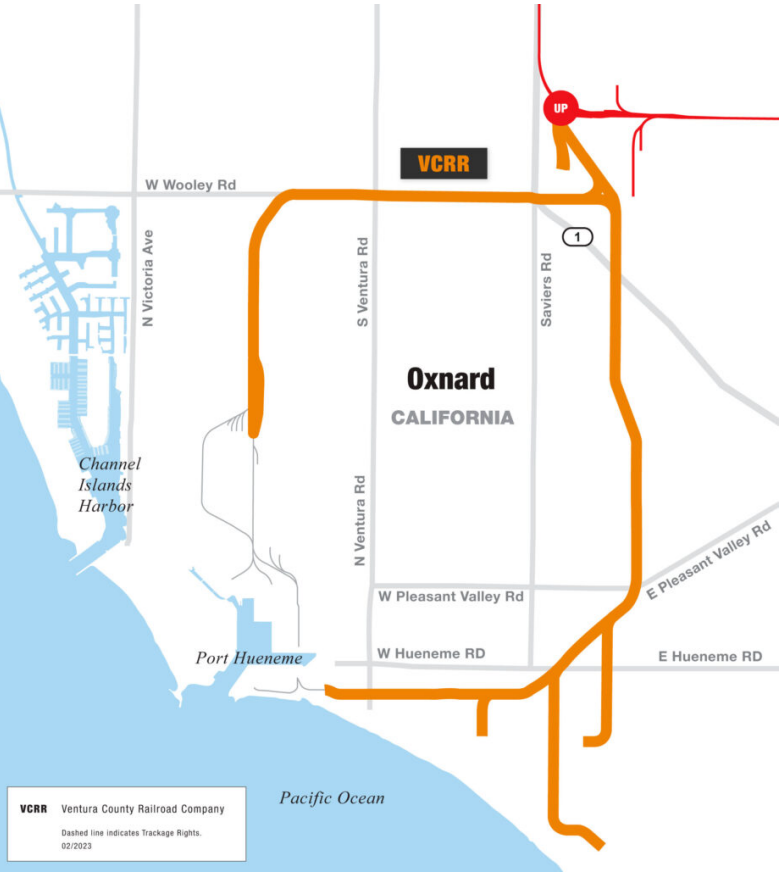 UP
VCRR
W Wooley Rd
1
N Victoria Ave
S Ventura Rd
Saviers Rd
Oxnard
CALIFORNIA
Channel
Islands
Harbor
N Ventura Rd
W Pleasant Valley Rd
E Pleasant Valley Rd
Port Hueneme
W Hueneme RD
E Hueneme RD
Pacific Ocean
VCRR Ventura County Railroad Company
Dashed line indicates Trackage Rights.
02/2023